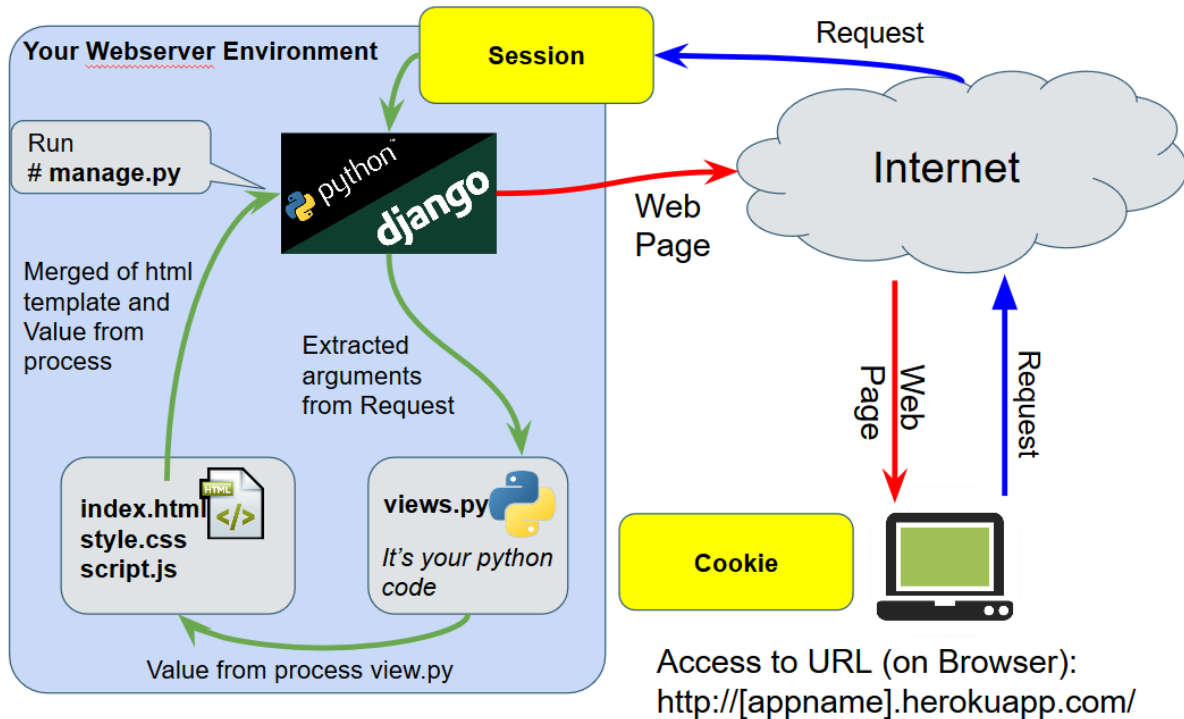 Your Webserver Environment
Session
Request
Run
# manage.py
python™
django
Internet
Web
Page
Merged of html
template and
Value from
process
Extracted
arguments
from Request
Web
Page
Request
index.html
style.css
script.js
HTML
</>
views.py
It's your python
code
Cookie
Value from process view.py
Access to URL (on Browser):
http://[appname].herokuapp.com/